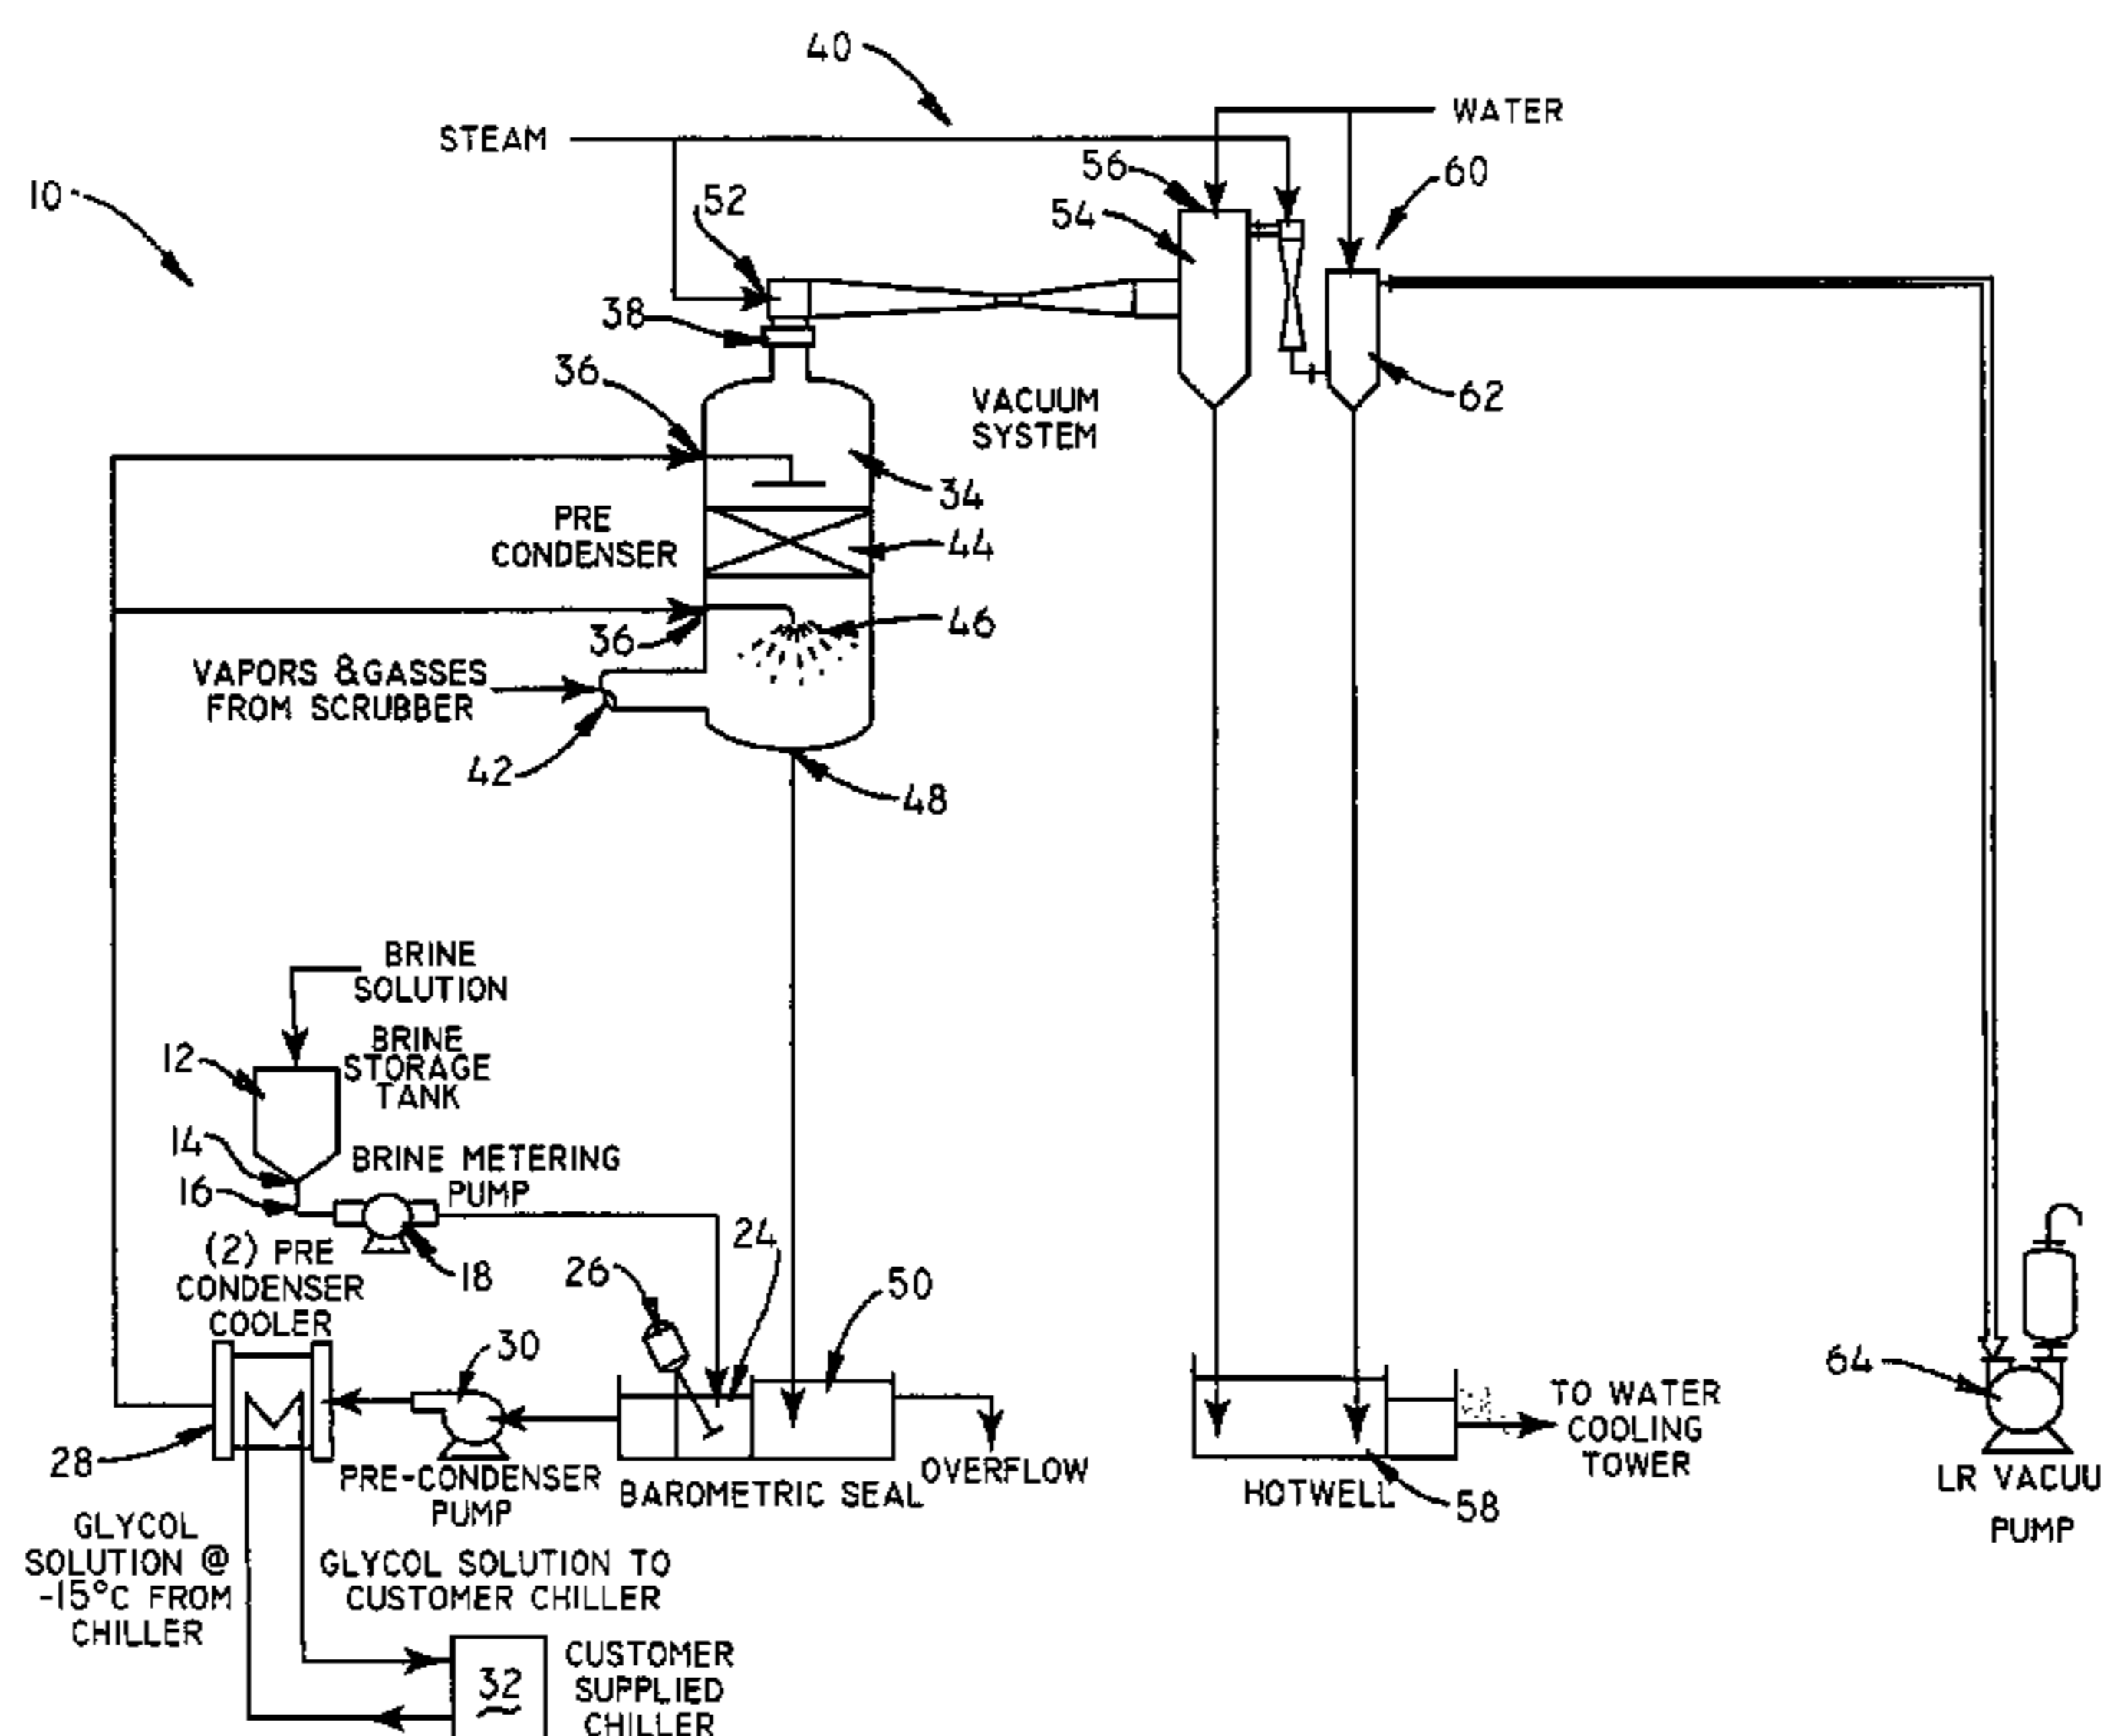 40
STEAM
WATER
10
52
56
54
60
38
36
62
VACUUM
SYSTEM
34
PRE
CONDENSER
44
46
36
VAPORS &GASSES
FROM SCRUBBER
42
48
BRINE
SOLUTION
12
BRINE
STORAGE
TANK
14
16
BRINE METERING
PUMP
18
(2) PRE
CONDENSER
COOLER
24
26
50
30
28
PRE-CONDENSER
PUMP
BAROMETRIC SEAL
OVERFLOW
HOTWELL
58
TO WATER
COOLING
TOWER
64
LR VACUU
PUMP
GLYCOL
SOLUTION @
-15°C FROM
CHILLER
GLYCOL SOLUTION TO
CUSTOMER CHILLER
32
CUSTOMER
SUPPLIED
CHILLER